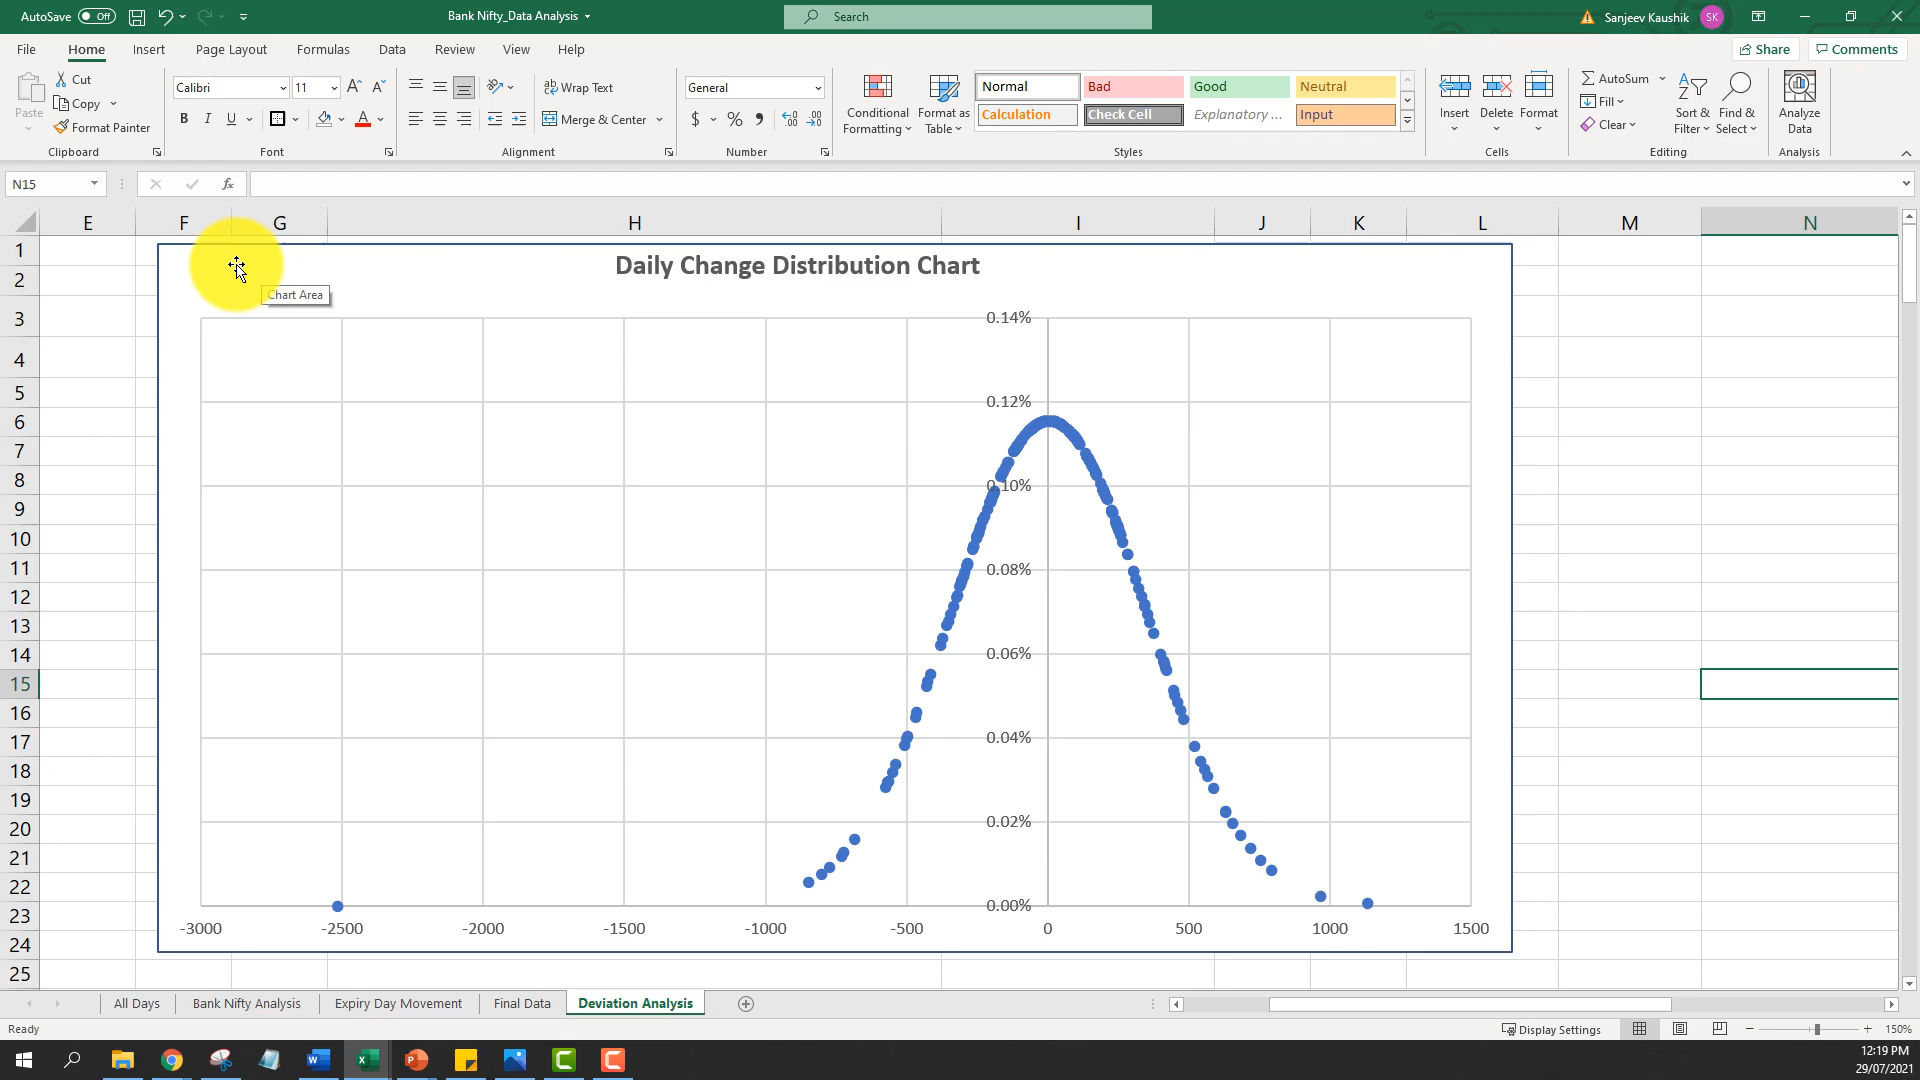 AutoSave Off
Bank Nifty_Data Analysis
Search
Sanjeev Kaushik SK
File Home Insert Page Layout Formulas Data Review View Help
Share Comments
Paste
Cut
Copy
Format Painter
Clipboard
Calibri 11
B I U
Font
Wrap Text
Merge & Center
Alignment
General
$ % 9
Number
Conditional Formatting
Format as Table
Normal Bad Good Neutral
Calculation Check Cell Explanatory ... Input
Styles
Insert Delete Format
Cells
AutoSum
Fill
Clear
Sort & Filter
Find & Select
Editing
Analyze Data
Analysis
N15
fx
E F G H I J K L M N
1
2
3
4
5
6
7
8
9
10
11
12
13
14
15
16
17
18
19
20
21
22
23
24
25
Daily Change Distribution Chart
Chart Area
0.14%
0.12%
0.10%
0.08%
0.06%
0.04%
0.02%
0.00%
-3000 -2500 -2000 -1500 -1000 -500 0 500 1000 1500
All Days Bank Nifty Analysis Expiry Day Movement Final Data Deviation Analysis
Ready
Display Settings
150%
12:19 PM
29/07/2021